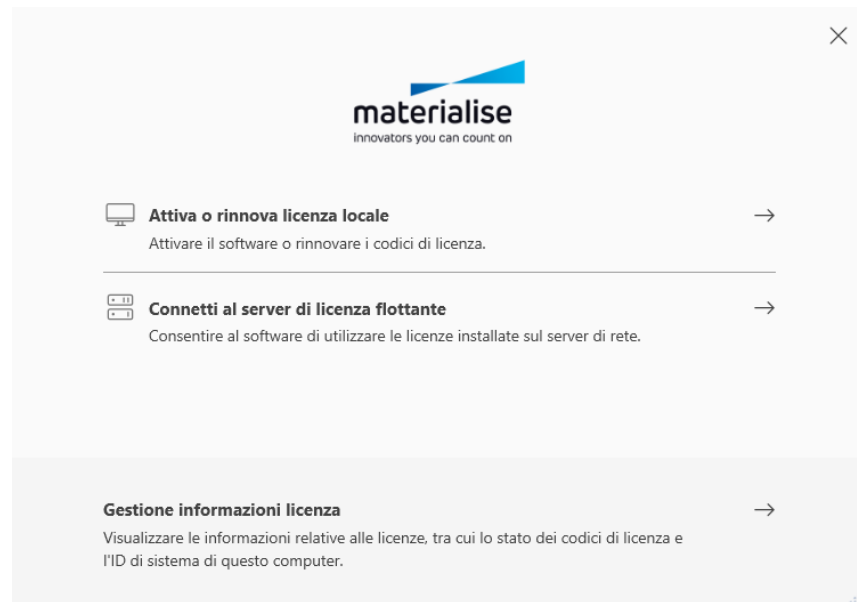 materialise
innovators you can count on
Attiva o rinnova licenza locale
Attivare il software o rinnovare i codici di licenza.
Connetti al server di licenza flottante
Consentire al software di utilizzare le licenze installate sul server di rete.
Gestione informazioni licenza
Visualizzare le informazioni relative alle licenze, tra cui lo stato dei codici di licenza e
l'ID di sistema di questo computer.